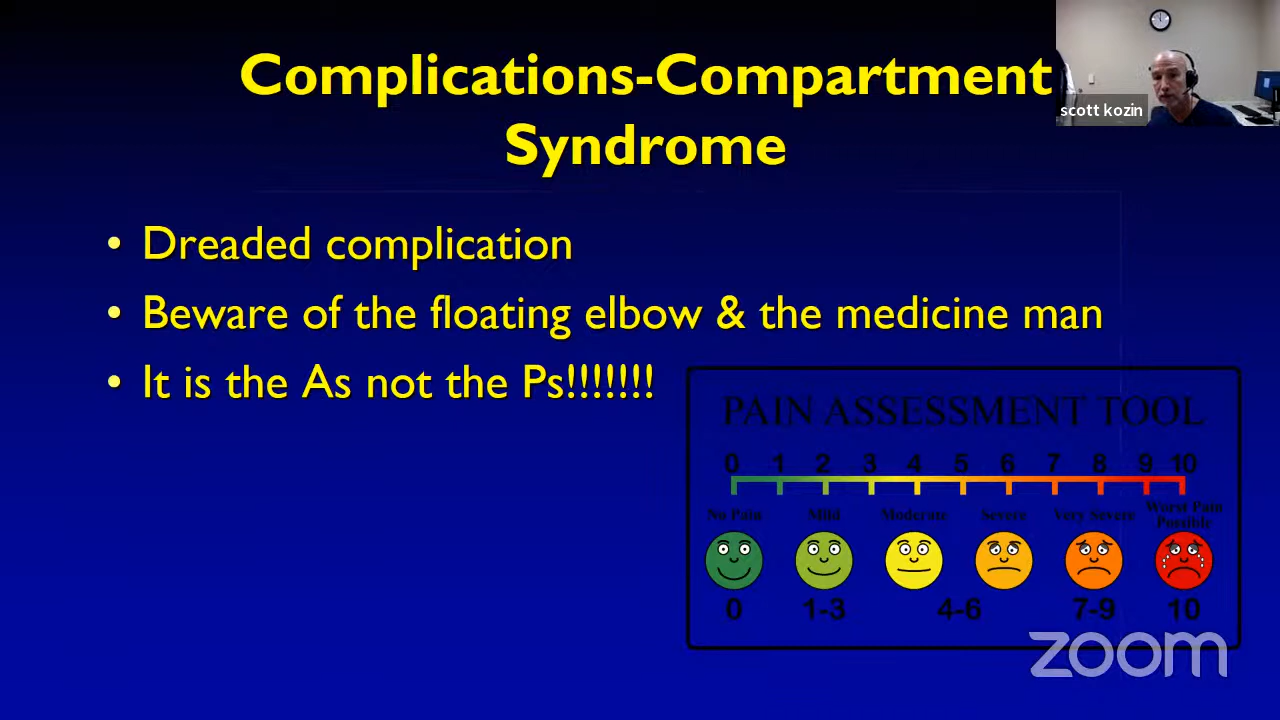 Complications-Compartment
Syndrome
scott kozin
• Dreaded complication
• Beware of the floating elbow & the medicine man
• It is the As not the Ps!!!!!!!
PAIN ASSESSMENT TOOL
0 1 2 3 4 5 6 7 8 9 10
No Pain Mild Moderate Severe Very Severe Worst Pain
Possible
0 1-3 4-6 7-9 10
zoom